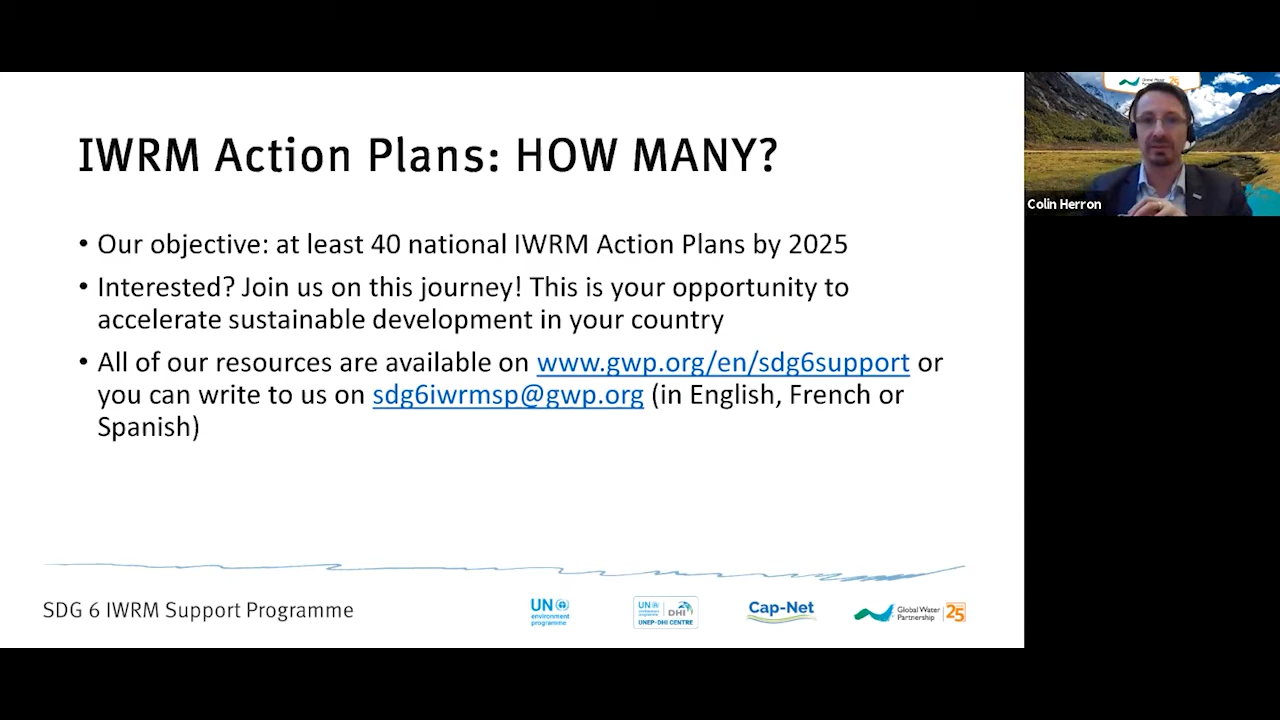 IWRM Action Plans: HOW MANY?
• Our objective: at least 40 national IWRM Action Plans by 2025
• Interested? Join us on this journey! This is your opportunity to
accelerate sustainable development in your country
• All of our resources are available on www.gwp.org/en/sdg6support or
you can write to us on sdg6iwrmsp@gwp.org (in English, French or
Spanish)
SDG 6 IWRM Support Programme
UN
environment
programme
UN
environment
programme
DHI
UNEP-DHI CENTRE
Cap-Net
Global Water
Partnership
25
Global Water
25
Colin Herron